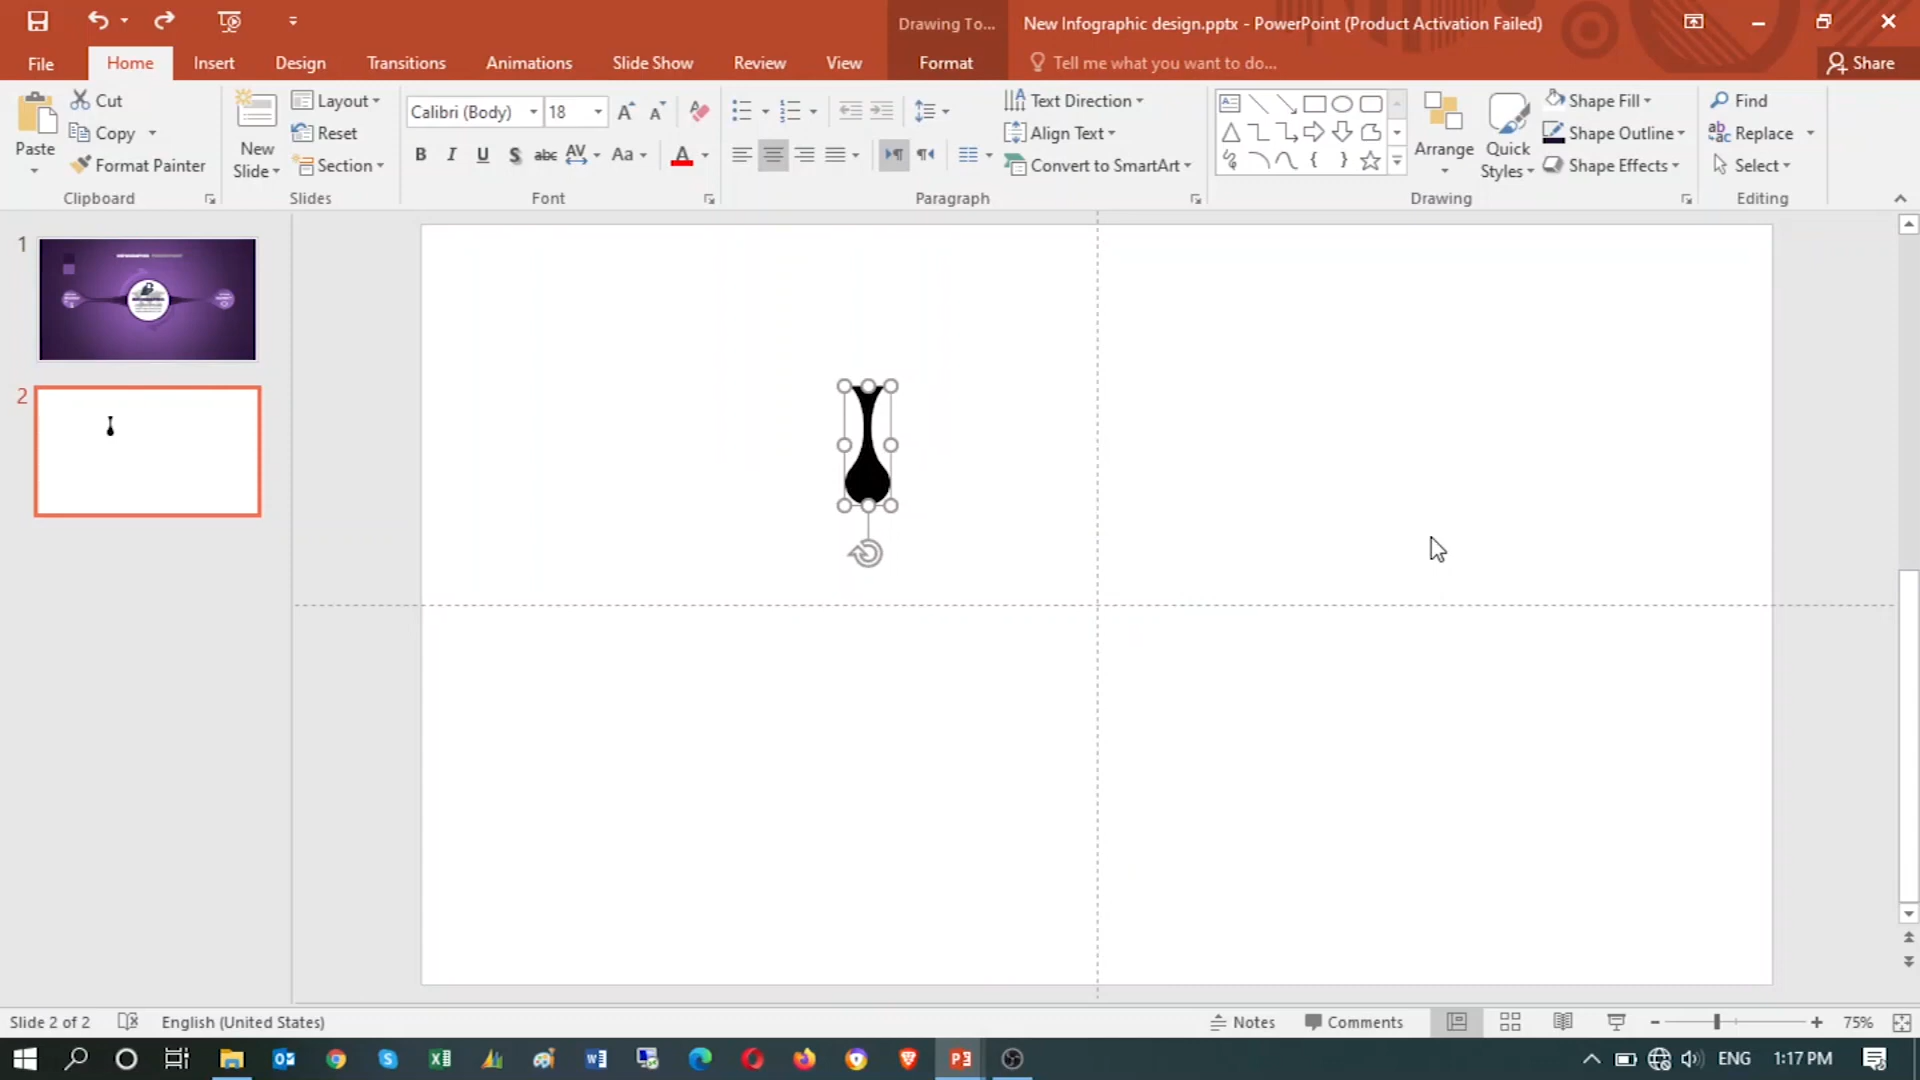 Drawing To...
New Infographic design.pptx - PowerPoint (Product Activation Failed)
File
Home
Insert
Design
Transitions
Animations
Slide Show
Review
View
Format
Tell me what you want to do...
Share
Paste
Cut
Copy
Format Painter
Clipboard
New
Slide
Layout
Reset
Section
Slides
Calibri (Body)
18
B I U S abc AV Aa A
Font
Text Direction
Align Text
Convert to SmartArt
Paragraph
Arrange
Quick
Styles
Shape Fill
Shape Outline
Shape Effects
Drawing
Find
Replace
Select
Editing
1
2
Slide 2 of 2
English (United States)
Notes
Comments
75%
ENG
1:17 PM